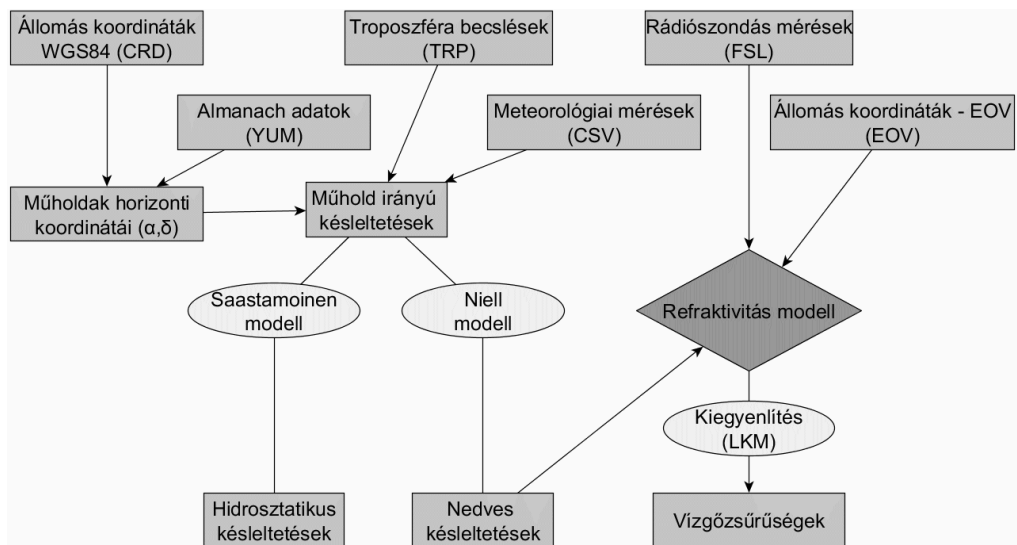 Állomás koordináták
WGS84 (CRD)
Troposzféra becslések
(TRP)
Rádiószondás mérések
(FSL)
Almanach adatok
(YUM)
Meteorológiai mérések
(CSV)
Állomás koordináták - EOV
(EOV)
Műholdak horizonti
koordinátái (α,δ)
Műhold irányú
késleltetések
Saastamoinen
modell
Niell
modell
Refraktivitás modell
Kiegyenlítés
(LKM)
Hidrosztatikus
késleltetések
Nedves
késleltetések
Vízgőzsűrűségek